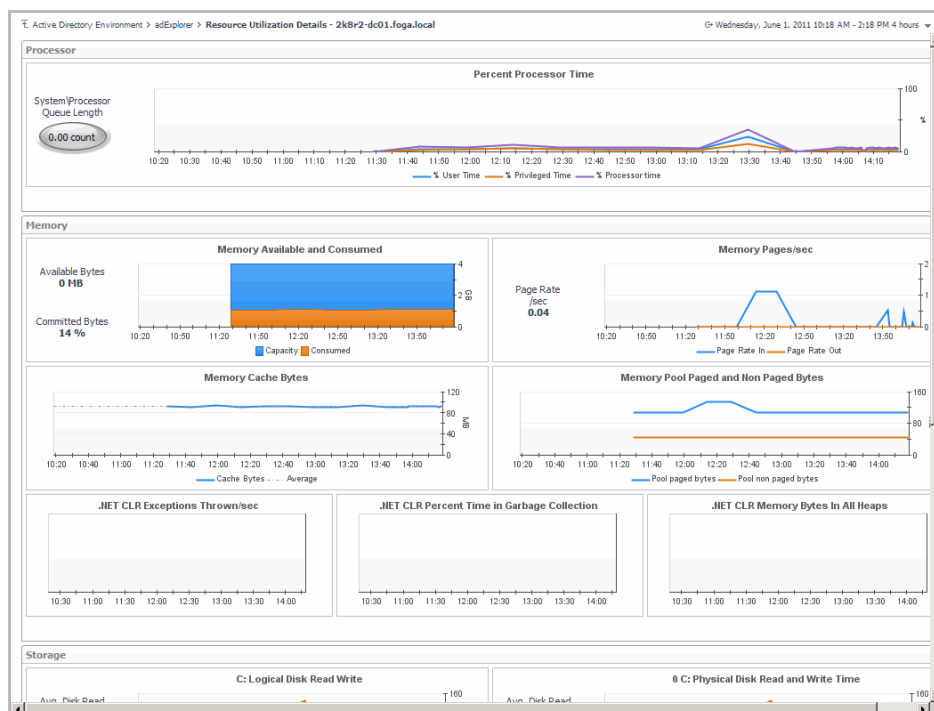 Active Directory Environment > adExplorer > Resource Utilization Details - 2k8r2-dc01.foga.local
Wednesday, June 1, 2011 10:18 AM - 2:18 PM 4 hours
Processor
Percent Processor Time
System\Processor
Queue Length
0.00 count
100
%
0
10:20 10:30 10:40 10:50 11:00 11:10 11:20 11:30 11:40 11:50 12:00 12:10 12:20 12:30 12:40 12:50 13:00 13:10 13:20 13:30 13:40 13:50 14:00 14:10
% User Time % Privileged Time % Processor time
Memory
Memory Available and Consumed
Available Bytes
0 MB
Committed Bytes
14 %
4
GB
2
0
10:20 10:50 11:20 11:50 12:20 12:50 13:20 13:50
Capacity Consumed
Memory Pages/sec
Page Rate
/sec
0.04
2
1
0
10:20 10:50 11:20 11:50 12:20 12:50 13:20 13:50
Page Rate In Page Rate Out
Memory Cache Bytes
120
80
MB
40
0
10:20 10:40 11:00 11:20 11:40 12:00 12:20 12:40 13:00 13:20 13:40 14:00
Cache Bytes Average
Memory Pool Paged and Non Paged Bytes
160
80
0
10:20 10:40 11:00 11:20 11:40 12:00 12:20 12:40 13:00 13:20 13:40 14:00
Pool paged bytes Pool non paged bytes
.NET CLR Exceptions Thrown/sec
10:30 11:00 11:30 12:00 12:30 13:00 13:30 14:00
.NET CLR Percent Time in Garbage Collection
10:30 11:00 11:30 12:00 12:30 13:00 13:30 14:00
.NET CLR Memory Bytes In All Heaps
10:30 11:00 11:30 12:00 12:30 13:00 13:30 14:00
Storage
C: Logical Disk Read Write
Avg. Disk Read
160
0 C: Physical Disk Read and Write Time
Avg. Disk Read
160